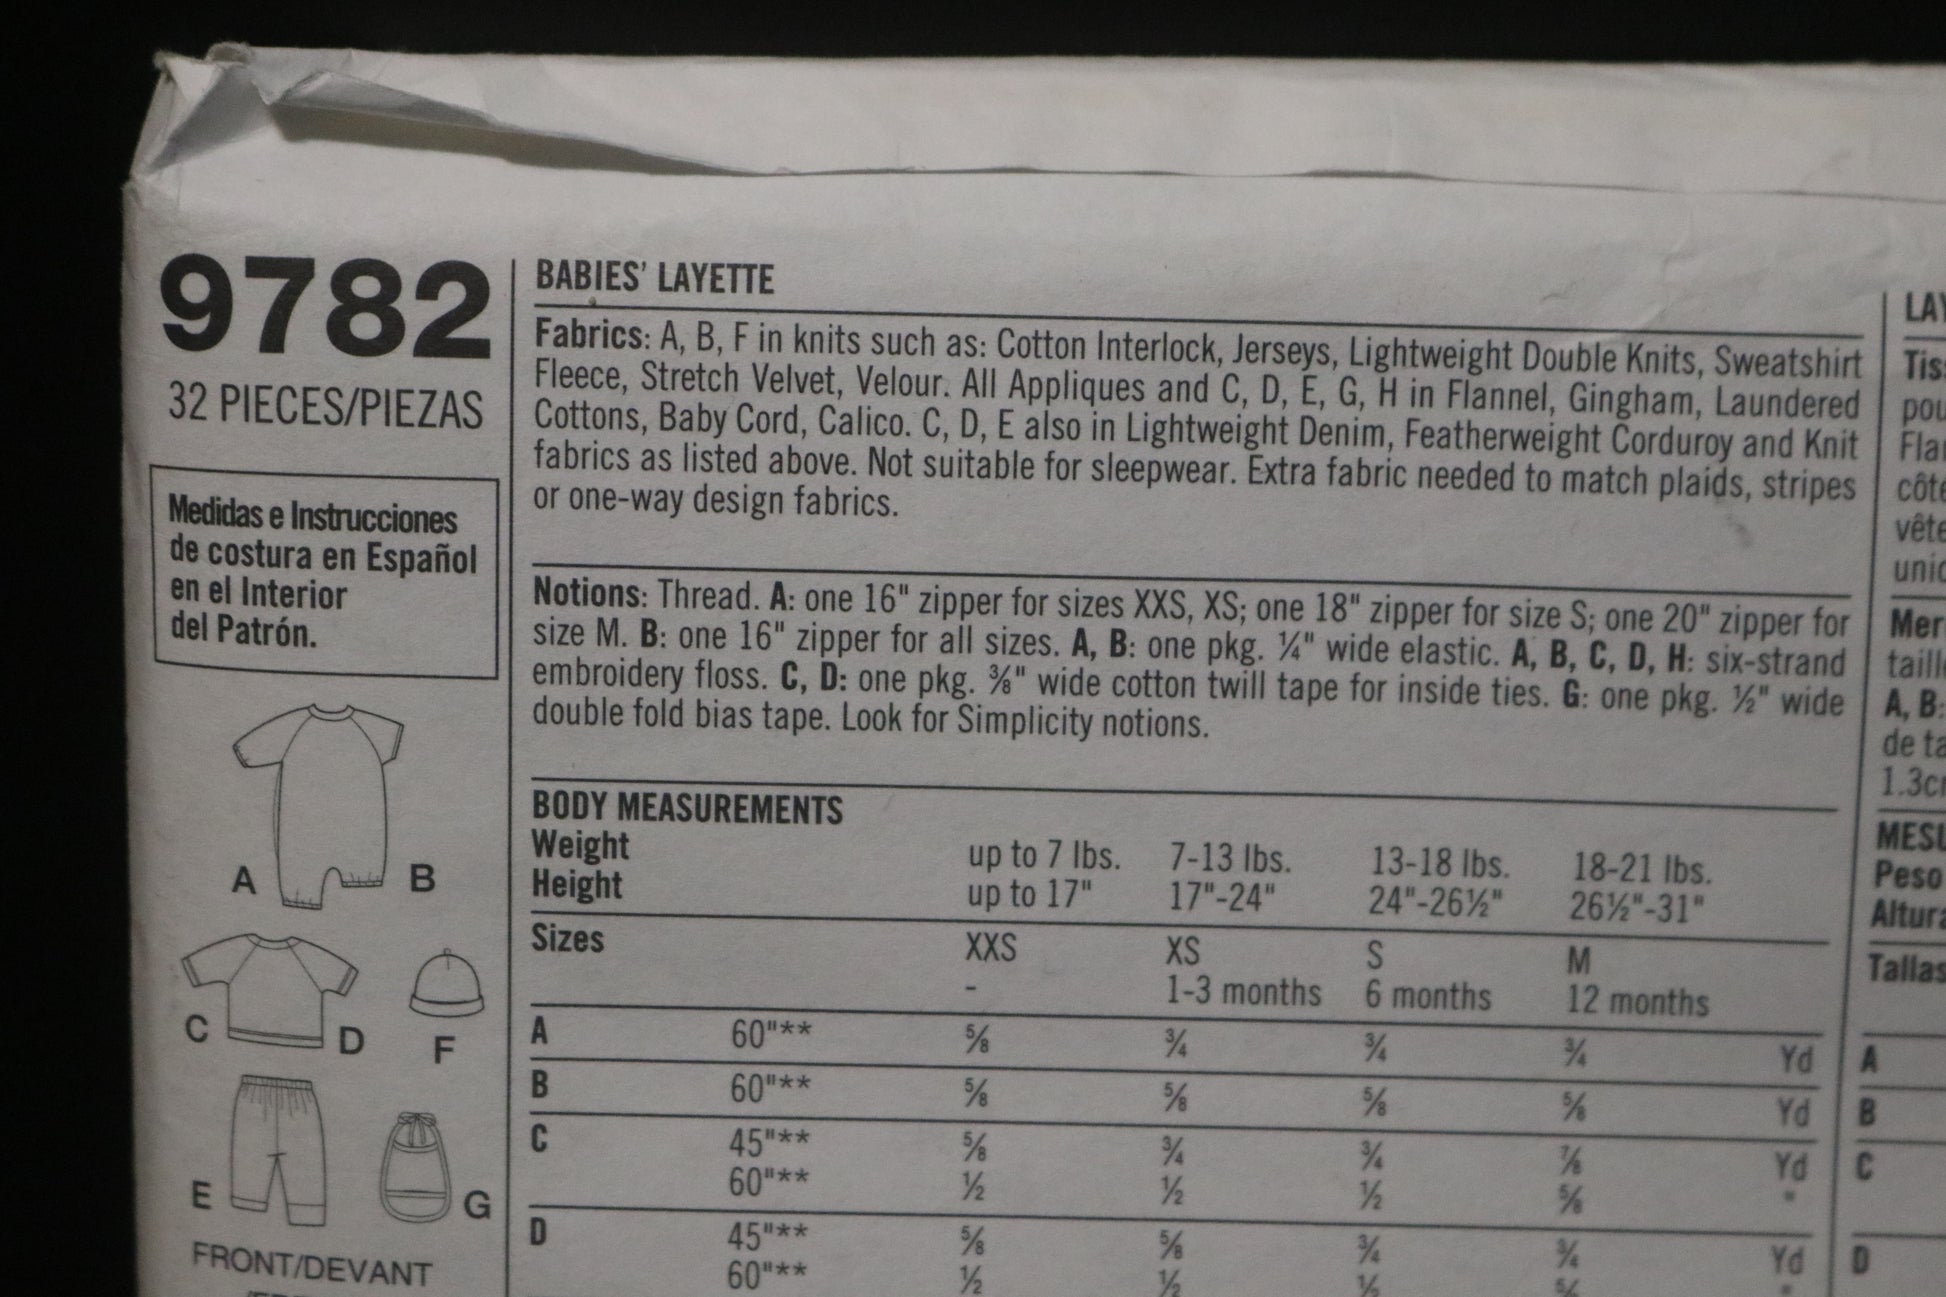 9782
32 PIECES/PIEZAS
Medidas e Instrucciones
de costura en Español
en el Interior
del Patrón.
A
B
C
D
F
E
G
FRONT/DEVANT
BABIES' LAYETTE
Fabrics: A, B, F in knits such as: Cotton Interlock, Jerseys, Lightweight Double Knits, Sweatshirt
Fleece, Stretch Velvet, Velour. All Appliques and C, D, E, G, H in Flannel, Gingham, Laundered
Cottons, Baby Cord, Calico. C, D, E also in Lightweight Denim, Featherweight Corduroy and Knit
fabrics as listed above. Not suitable for sleepwear. Extra fabric needed to match plaids, stripes
or one-way design fabrics.
Notions: Thread. A: one 16" zipper for sizes XXS, XS; one 18" zipper for size S; one 20" zipper for
size M. B: one 16" zipper for all sizes. A, B: one pkg. ¼" wide elastic. A, B, C, D, H: six-strand
embroidery floss. C, D: one pkg. ⅜" wide cotton twill tape for inside ties. G: one pkg. ½" wide
double fold bias tape. Look for Simplicity notions.
BODY MEASUREMENTS
Weight up to 7 lbs. 7-13 lbs. 13-18 lbs. 18-21 lbs.
Height up to 17" 17"-24" 24"-26½" 26½"-31"
Sizes XXS XS S M
- 1-3 months 6 months 12 months
A 60"** ⅝ ¾ ¾ ¾ Yd
B 60"** ⅝ ⅝ ⅝ ⅝ Yd
C 45"** ⅝ ¾ ¾ ⅞ Yd
60"** ½ ½ ½ ⅝ "
D 45"** ⅝ ⅝ ¾ ¾ Yd
60"** ½ ½ ½ ⅝ "
LAY
Tis
pou
Fla
côté
vête
uni
Mer
taill
A, B:
de ta
1.3c
MESU
Peso
Altura
Tallas
A
B
C
D